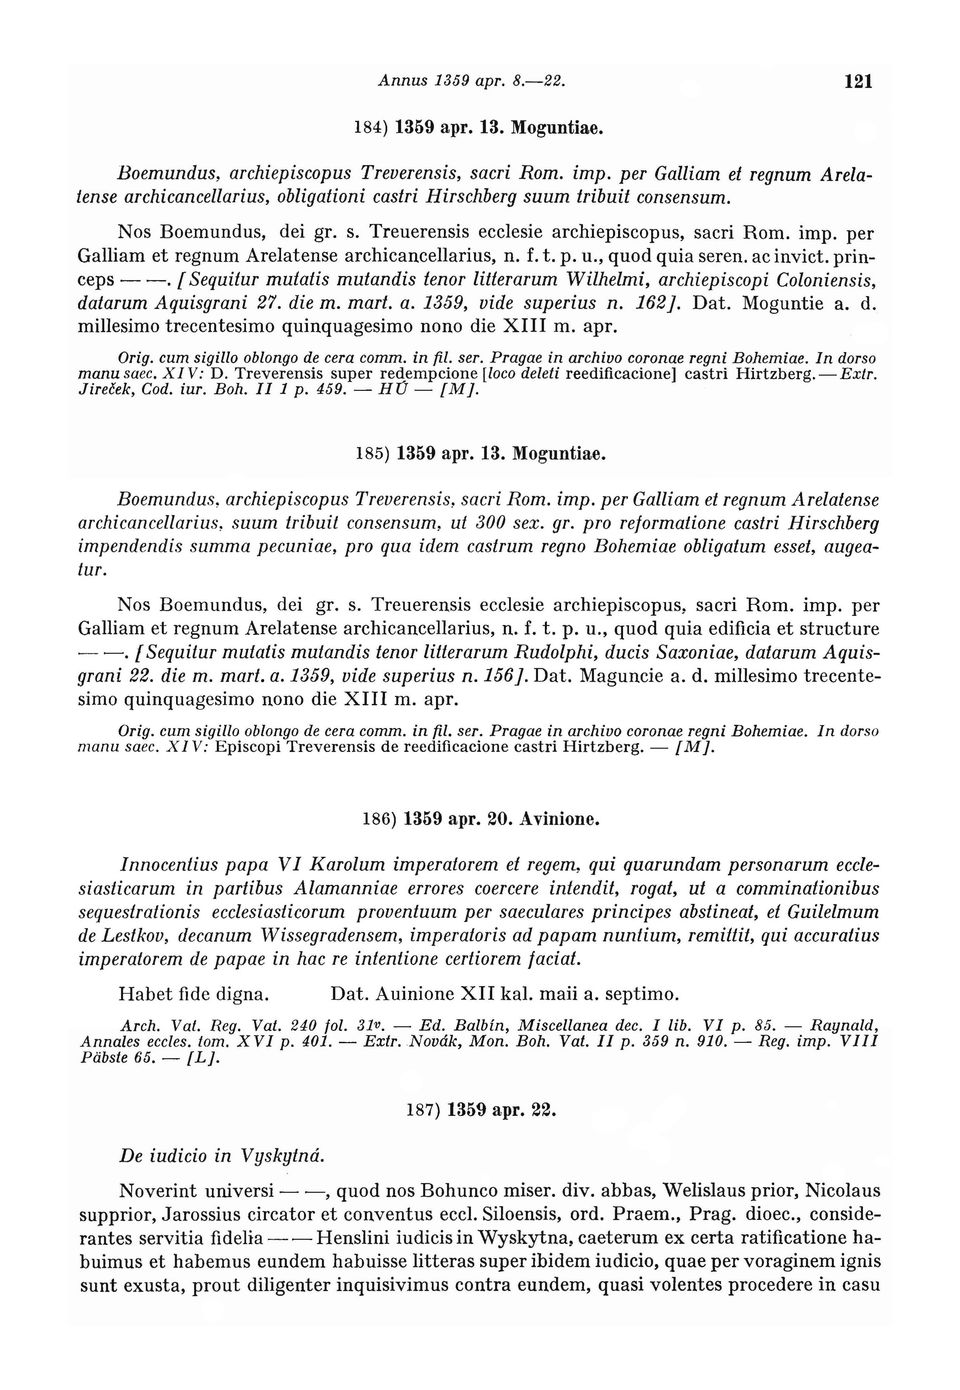 Annus 1359 apr. 8.—22. 121
184) 1359 apr. 13. Moguntiae.
Boemundus, archiepiscopus Treverensis, sacri Rom. imp. per Galliam et regnum Arela-
tense archicancellarius, obligationi castri Hirschberg suum tribuit consensum.
Nos Boemundus, dei gr. s. Treuerensis ecclesie archiepiscopus, sacri Rom. imp. per
Galliam et regnum Arelatense archicancellarius, n. f. t. p. u., quod quia seren. ac invict. prin-
ceps — —. [Sequitur mutatis mutandis tenor litterarum Wilhelmi, archiepiscopi Coloniensis,
datarum Aquisgrani 27. die m. mart. a. 1359, vide superius n. 162]. Dat. Moguntie a. d.
millesimo trecentesimo quinquagesimo nono die XIII m. apr.
Orig. cum sigillo oblongo de cera comm. in fil. ser. Pragae in archivo coronae regni Bohemiae. In dorso
manu saec. XIV: D. Treverensis super redempcione [loco deleti reedificacione] castri Hirtzberg. — Extr.
Jireček, Cod. iur. Boh. II 1 p. 459. — HÚ — [M].
185) 1359 apr. 13. Moguntiae.
Boemundus, archiepiscopus Treverensis, sacri Rom. imp. per Galliam et regnum Arelatense
archicancellarius, suum tribuit consensum, ut 300 sex. gr. pro reformatione castri Hirschberg
impendendis summa pecuniae, pro qua idem castrum regno Bohemiae obligatum esset, augea-
tur.
Nos Boemundus, dei gr. s. Treuerensis ecclesie archiepiscopus, sacri Rom. imp. per
Galliam et regnum Arelatense archicancellarius, n. f. t. p. u., quod quia edificia et structure
— —. [Sequitur mutatis mutandis tenor litterarum Rudolphi, ducis Saxoniae, datarum Aquis-
grani 22. die m. mart. a. 1359, vide superius n. 156]. Dat. Maguncie a. d. millesimo trecente-
simo quinquagesimo nono die XIII m. apr.
Orig. cum sigillo oblongo de cera comm. in fil. ser. Pragae in archivo coronae regni Bohemiae. In dorso
manu saec. XIV: Episcopi Treverensis de reedificacione castri Hirtzberg. — [M].
186) 1359 apr. 20. Avinione.
Innocentius papa VI Karolum imperatorem et regem, qui quarundam personarum eccle-
siasticarum in partibus Alamanniae errores coercere intendit, rogat, ut a comminationibus
sequestrationis ecclesiasticorum proventuum per saeculares principes abstineat, et Guilelmum
de Lestkov, decanum Wissegradensem, imperatoris ad papam nuntium, remittit, qui accuratius
imperatorem de papae in hac re intentione certiorem faciat.
Habet fide digna. Dat. Auinione XII kal. maii a. septimo.
Arch. Vat. Reg. Vat. 240 fol. 31v. — Ed. Balbín, Miscellanea dec. I lib. VI p. 85. — Raynald,
Annales eccles. tom. XVI p. 401. — Extr. Novák, Mon. Boh. Vat. II p. 359 n. 910. — Reg. imp. VIII
Päbste 65. — [L].
187) 1359 apr. 22.
De iudicio in Vyskytná.
Noverint universi — —, quod nos Bohunco miser. div. abbas, Welislaus prior, Nicolaus
supprior, Jarossius circator et conventus eccl. Siloensis, ord. Praem., Prag. dioec., conside-
rantes servitia fidelia — — Henslini iudicis in Wyskytna, caeterum ex certa ratificatione ha-
buimus et habemus eundem habuisse litteras super ibidem iudicio, quae per voraginem ignis
sunt exusta, prout diligenter inquisivimus contra eundem, quasi volentes procedere in casu